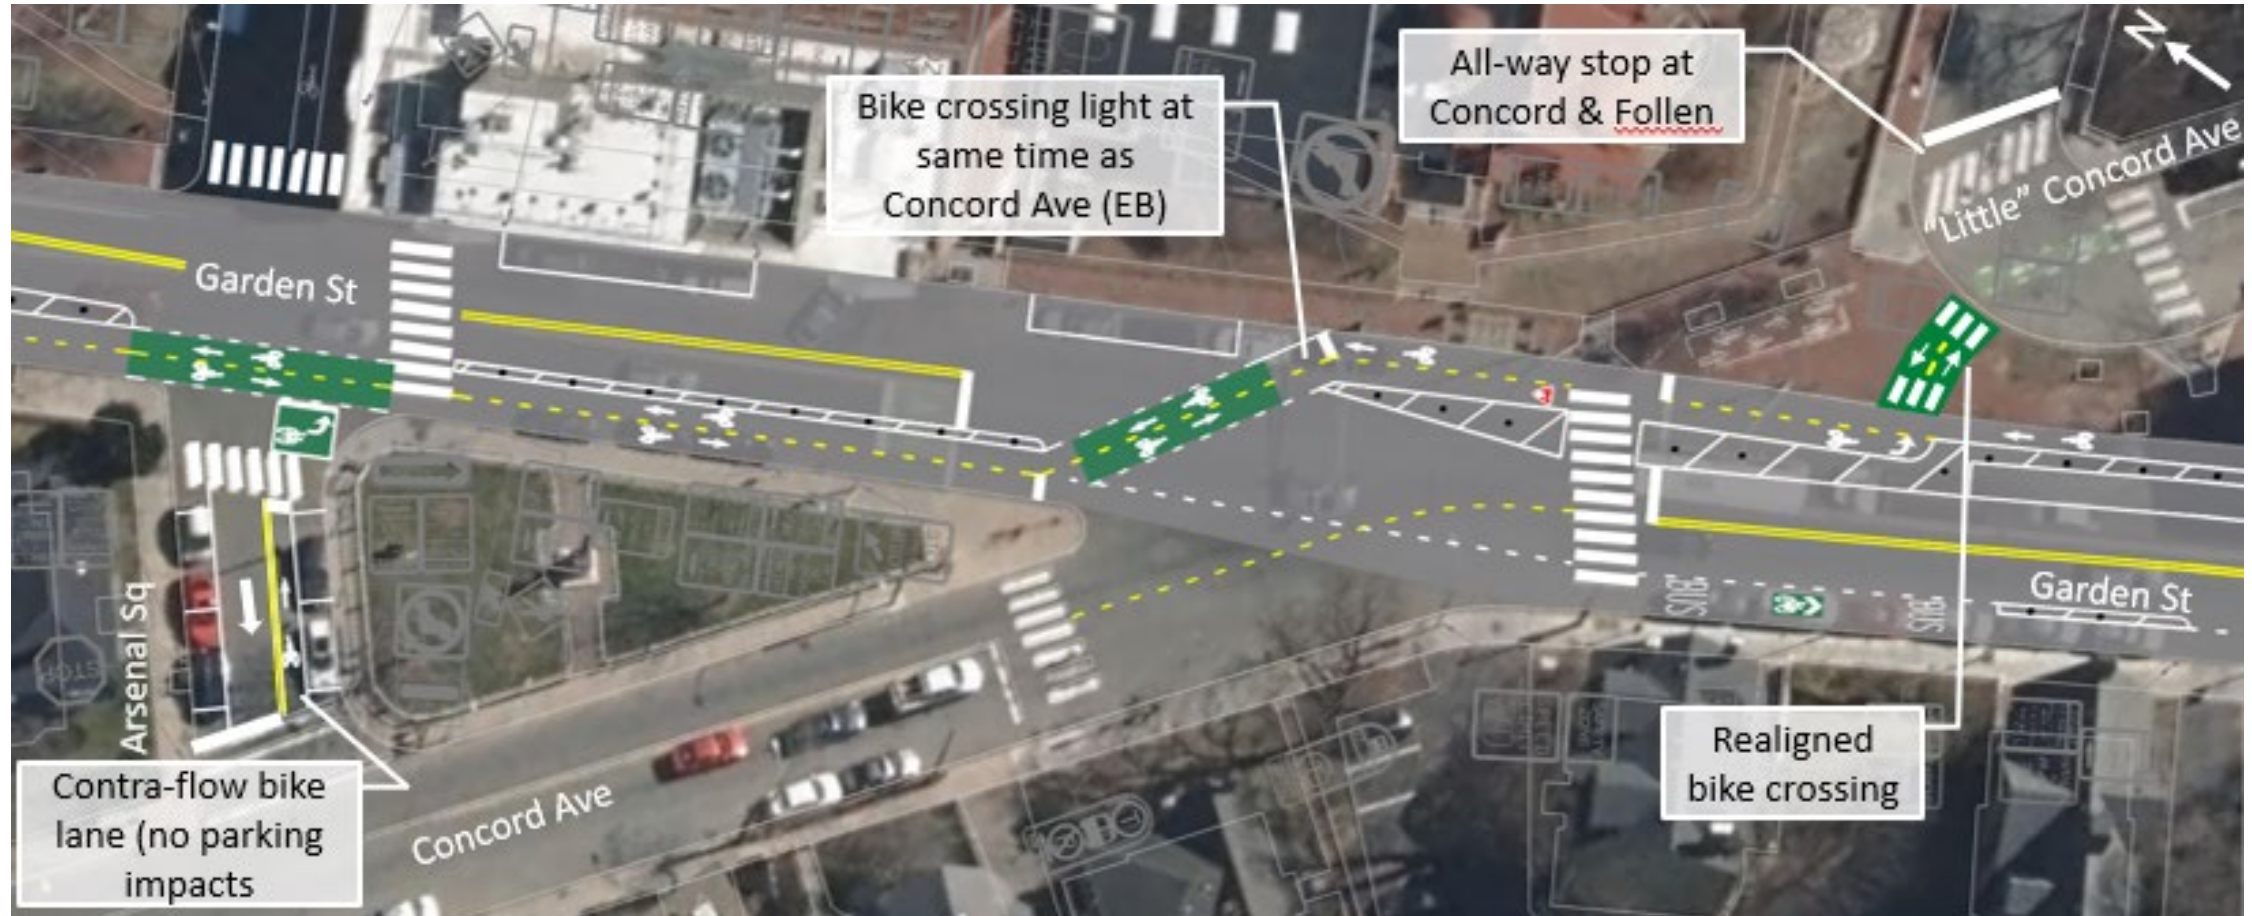 All-way stop at
Concord & Follen
N
Bike crossing light at
same time as
Concord Ave (EB)
"Little" Concord Ave
Garden St
Garden St
BUS
BUS
Arsenal Sq
STOP
Realigned
bike crossing
Contra-flow bike
lane (no parking
impacts
Concord Ave